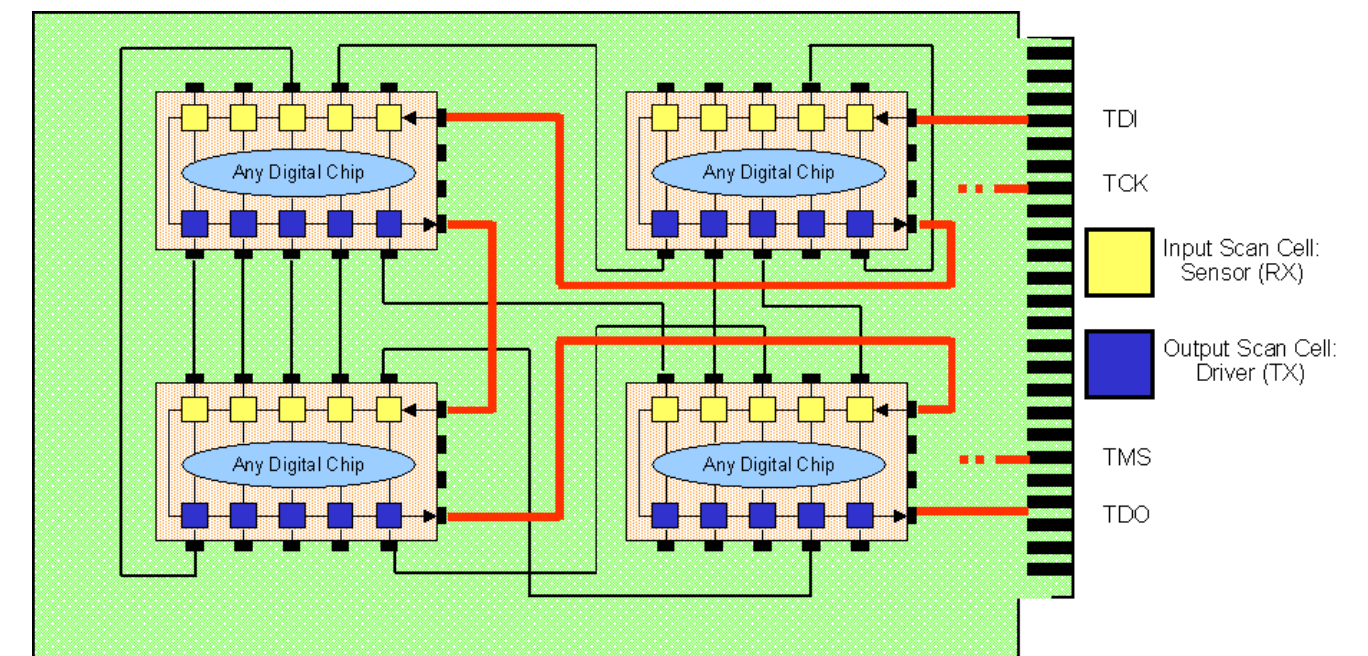 Any Digital Chip
Any Digital Chip
TDI
TCK
Input Scan Cell:
Sensor (RX)
Output Scan Cell:
Driver (TX)
Any Digital Chip
Any Digital Chip
TMS
TDO